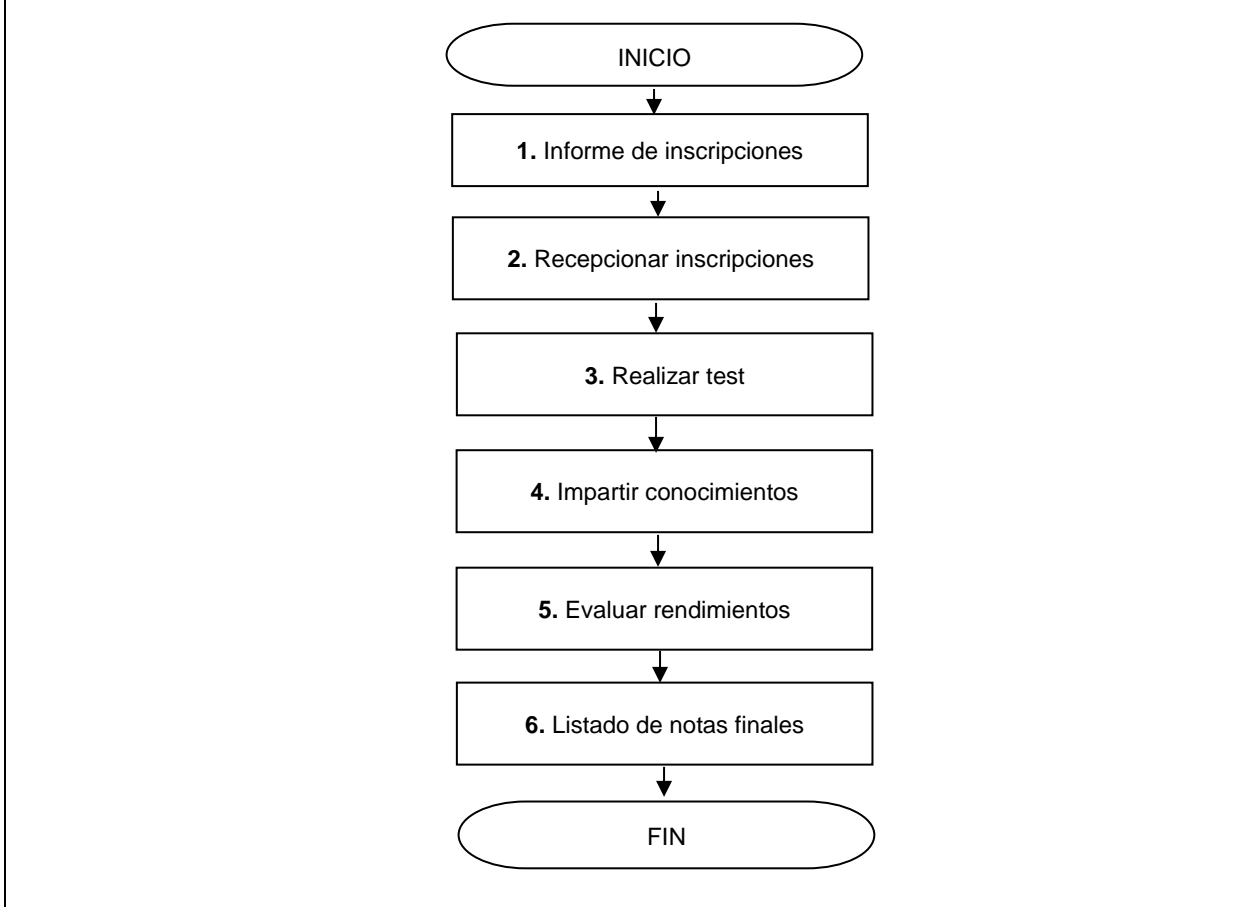 INICIO
1. Informe de inscripciones
2. Recepcionar inscripciones
3. Realizar test
4. Impartir conocimientos
5. Evaluar rendimientos
6. Listado de notas finales
FIN